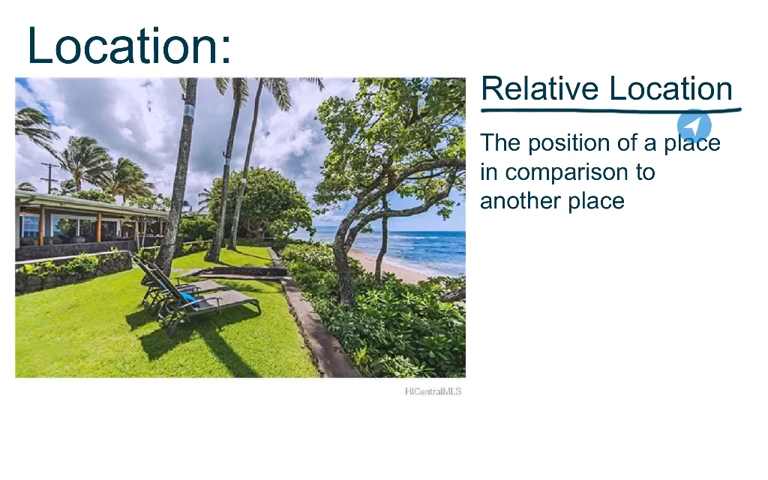 Location:
Relative Location
The position of a place
in comparison to
another place
HICentralMLS